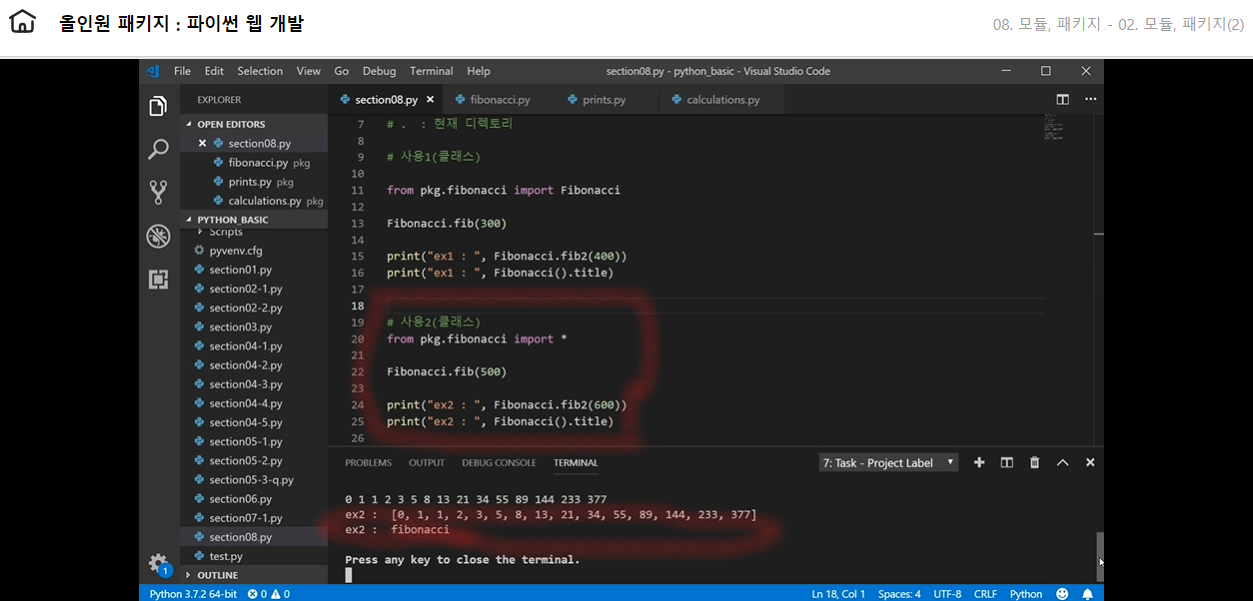 올인원 패키지 : 파이썬 웹 개발
08. 모듈, 패키지 - 02. 모듈, 패키지(2)
File Edit Selection View Go Debug Terminal Help
section08.py - python_basic - Visual Studio Code
EXPLORER
OPEN EDITORS
section08.py
fibonacci.py pkg
prints.py pkg
calculations.py pkg
PYTHON_BASIC
Scripts
pyvenv.cfg
section01.py
section02-1.py
section02-2.py
section03.py
section04-1.py
section04-2.py
section04-3.py
section04-4.py
section04-5.py
section05-1.py
section05-2.py
section05-3-q.py
section06.py
section07-1.py
section08.py
test.py
OUTLINE
section08.py fibonacci.py prints.py calculations.py
7 # . : 현재 디렉토리
8
9 # 사용1(클래스)
10
11 from pkg.fibonacci import Fibonacci
12
13 Fibonacci.fib(300)
14
15 print("ex1 : ", Fibonacci.fib2(400))
16 print("ex1 : ", Fibonacci().title)
17
18
19 # 사용2(클래스)
20 from pkg.fibonacci import *
21
22 Fibonacci.fib(500)
23
24 print("ex2 : ", Fibonacci.fib2(600))
25 print("ex2 : ", Fibonacci().title)
26
PROBLEMS OUTPUT DEBUG CONSOLE TERMINAL
7: Task - Project Label
0 1 1 2 3 5 8 13 21 34 55 89 144 233 377
ex2 : [0, 1, 1, 2, 3, 5, 8, 13, 21, 34, 55, 89, 144, 233, 377]
ex2 : fibonacci
Press any key to close the terminal.
1
Python 3.7.2 64-bit 0 0
Ln 18, Col 1 Spaces: 4 UTF-8 CRLF Python